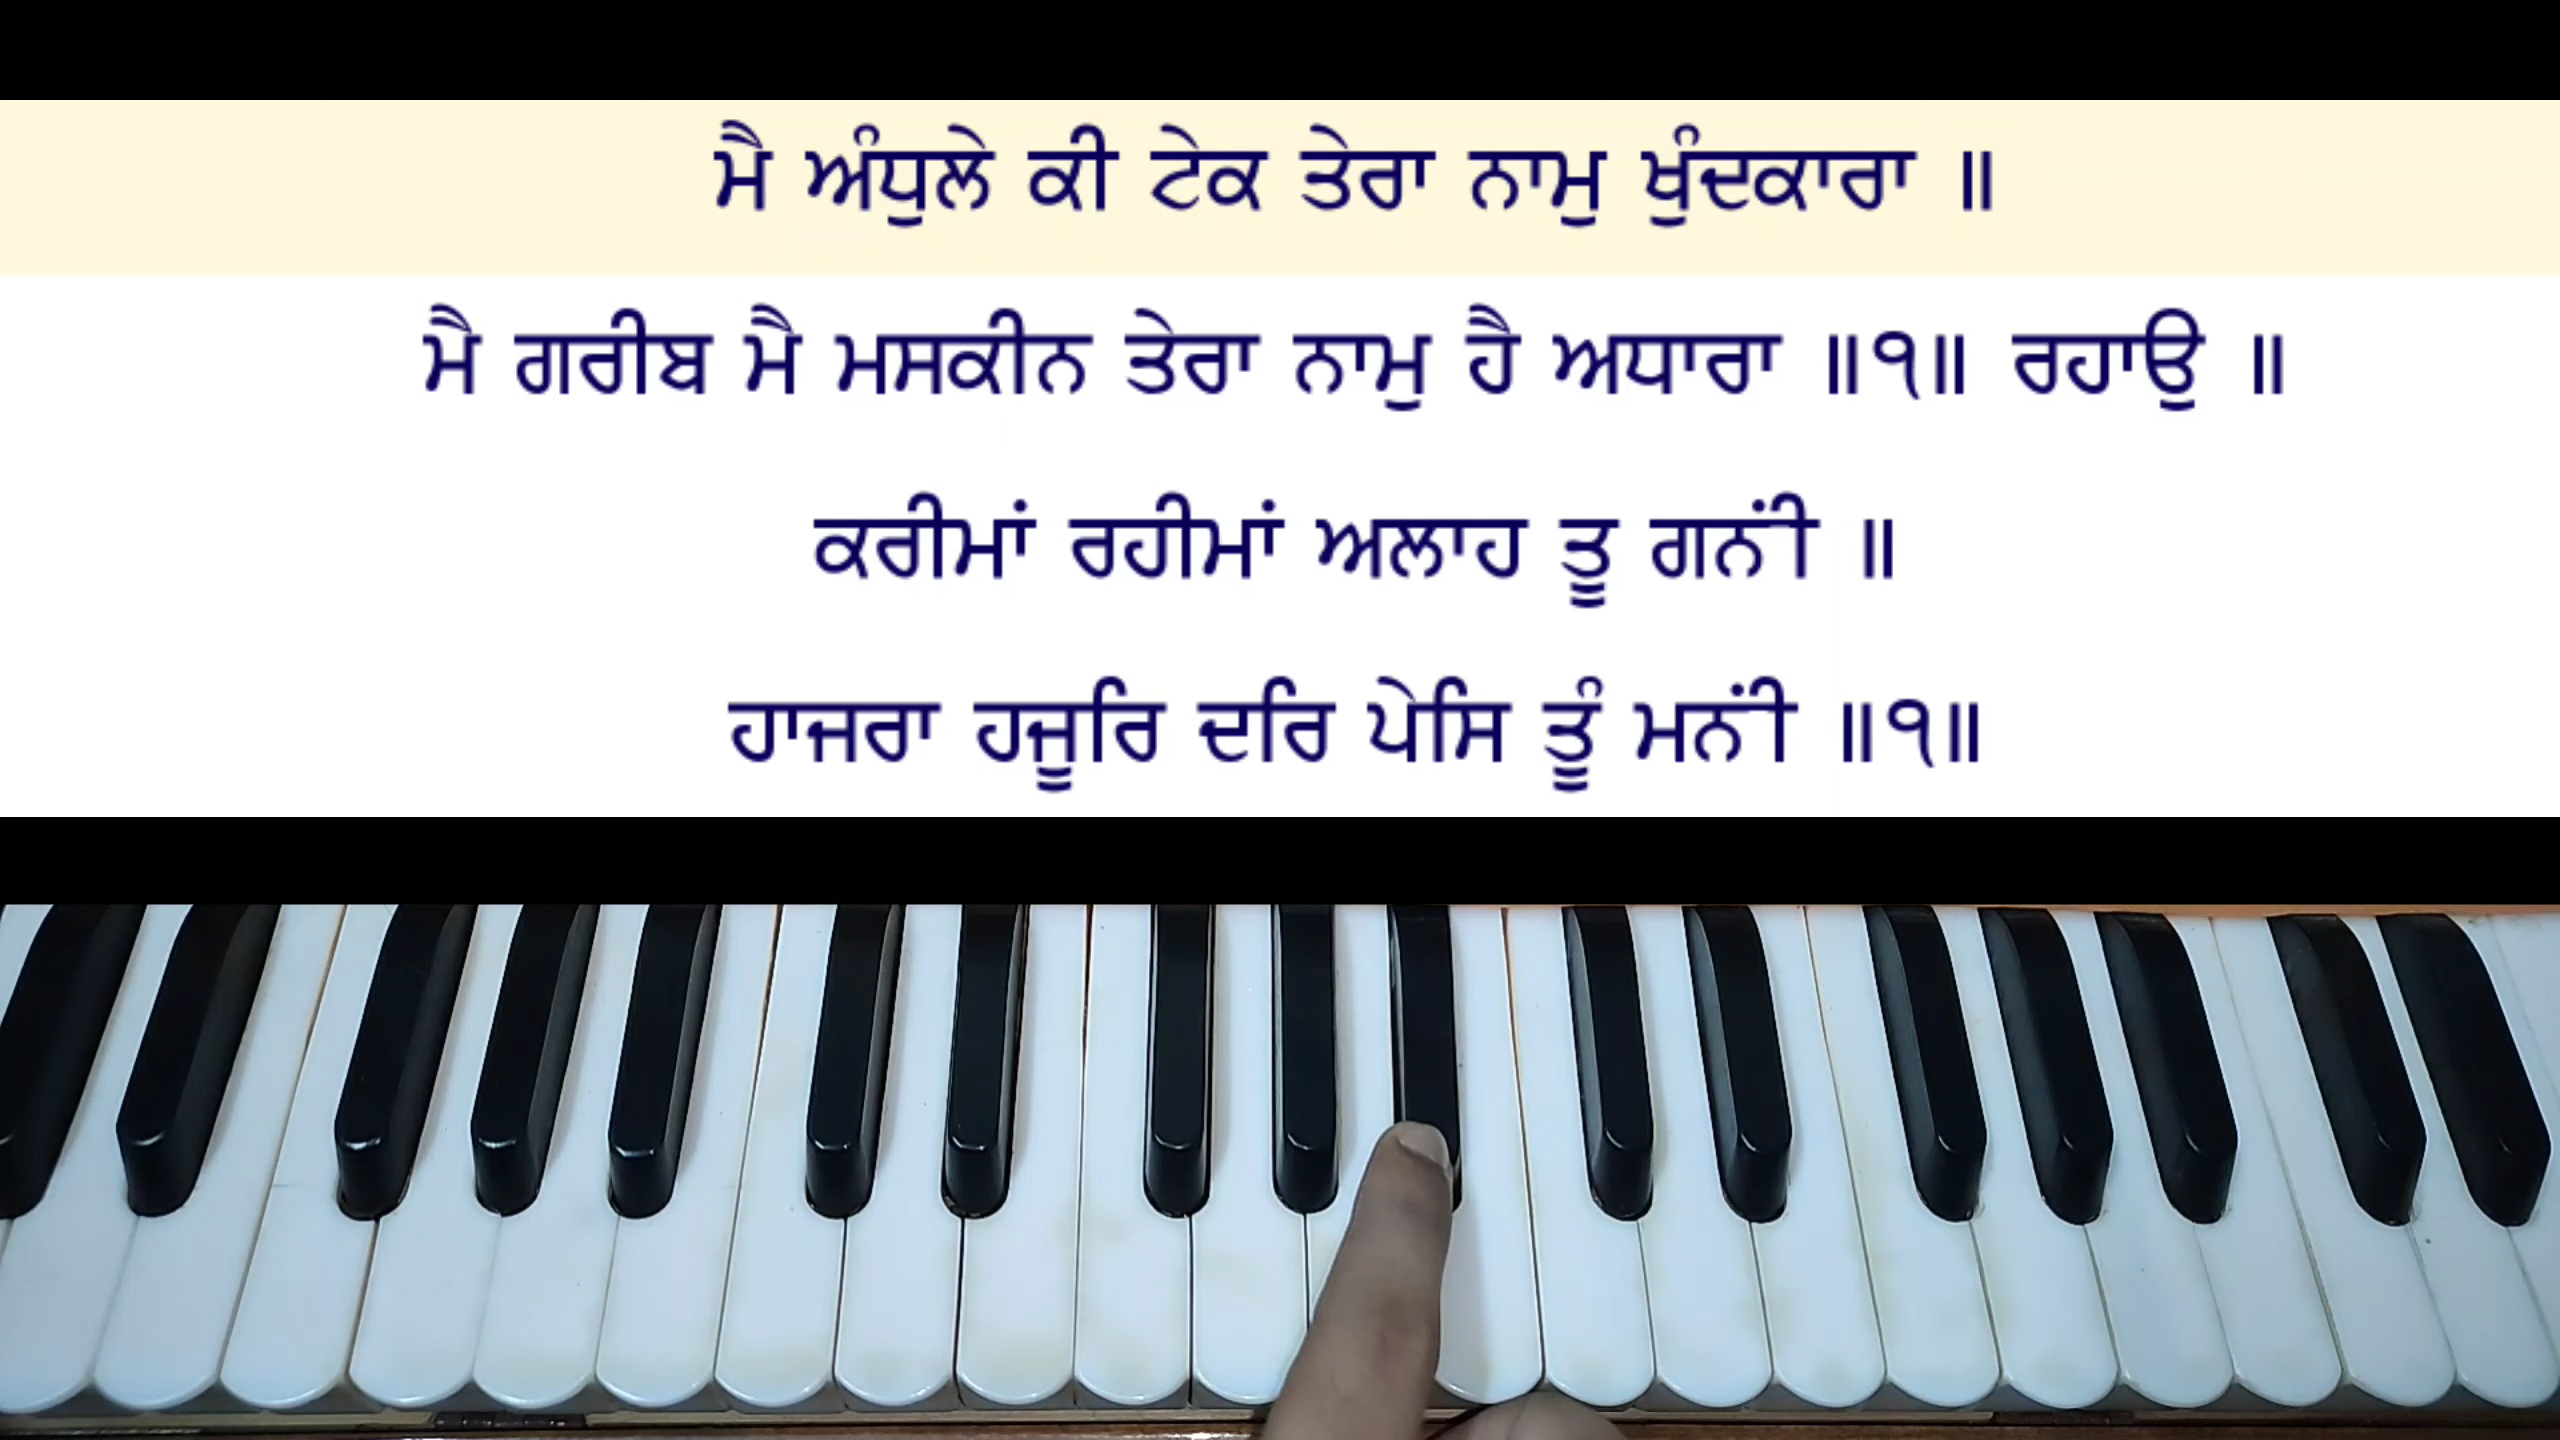 ਮੈ ਅੰਧੁਲੇ ਕੀ ਟੇਕ ਤੇਰਾ ਨਾਮੁ ਖੁੰਦਕਾਰਾ ॥
ਮੈ ਗਰੀਬ ਮੈ ਮਸਕੀਨ ਤੇਰਾ ਨਾਮੁ ਹੈ ਅਧਾਰਾ ॥੧॥ ਰਹਾਉ ॥
ਕਰੀਮਾਂ ਰਹੀਮਾਂ ਅਲਾਹ ਤੂ ਗਨੀਂ ॥
ਹਾਜਰਾ ਹਜੂਰਿ ਦਰਿ ਪੇਸਿ ਤੂੰ ਮਨੀਂ ॥੧॥